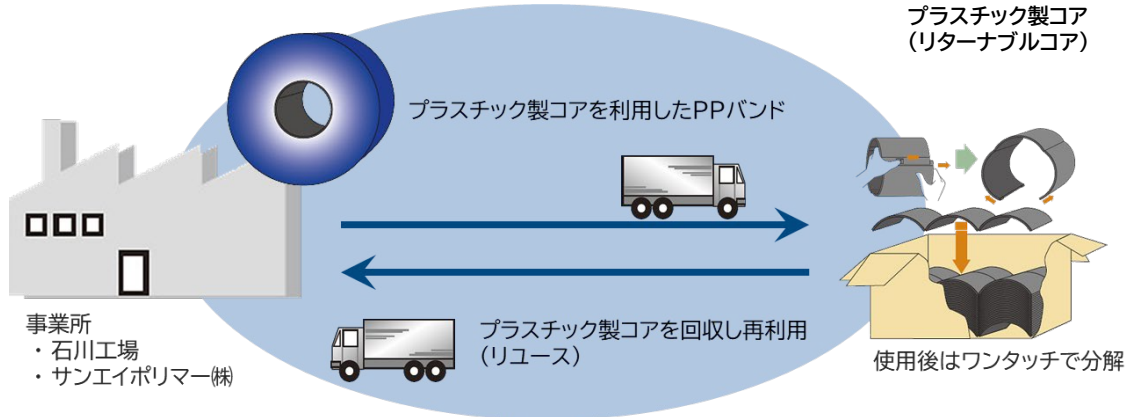 プラスチック製コア
(リターナブルコア)
プラスチック製コアを利用したPPバンド
プラスチック製コアを回収し再利用
(リユース)
事業所
・石川工場
・サンエイポリマー㈱
使用後はワンタッチで分解